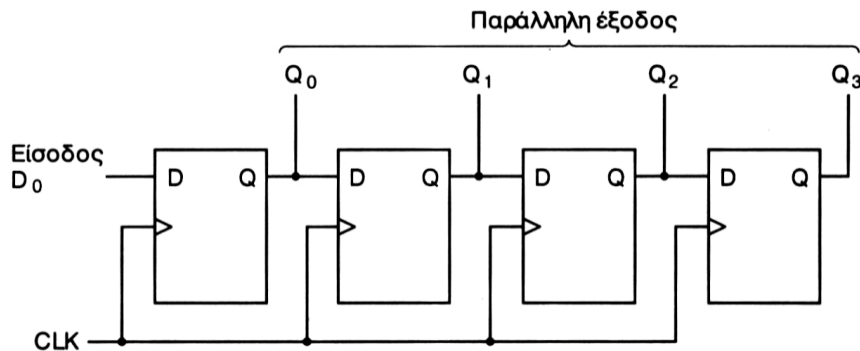 Παράλληλη έξοδος
Q0 Q1 Q2 Q3
Είσοδος
D0
D Q D Q D Q D Q
CLK